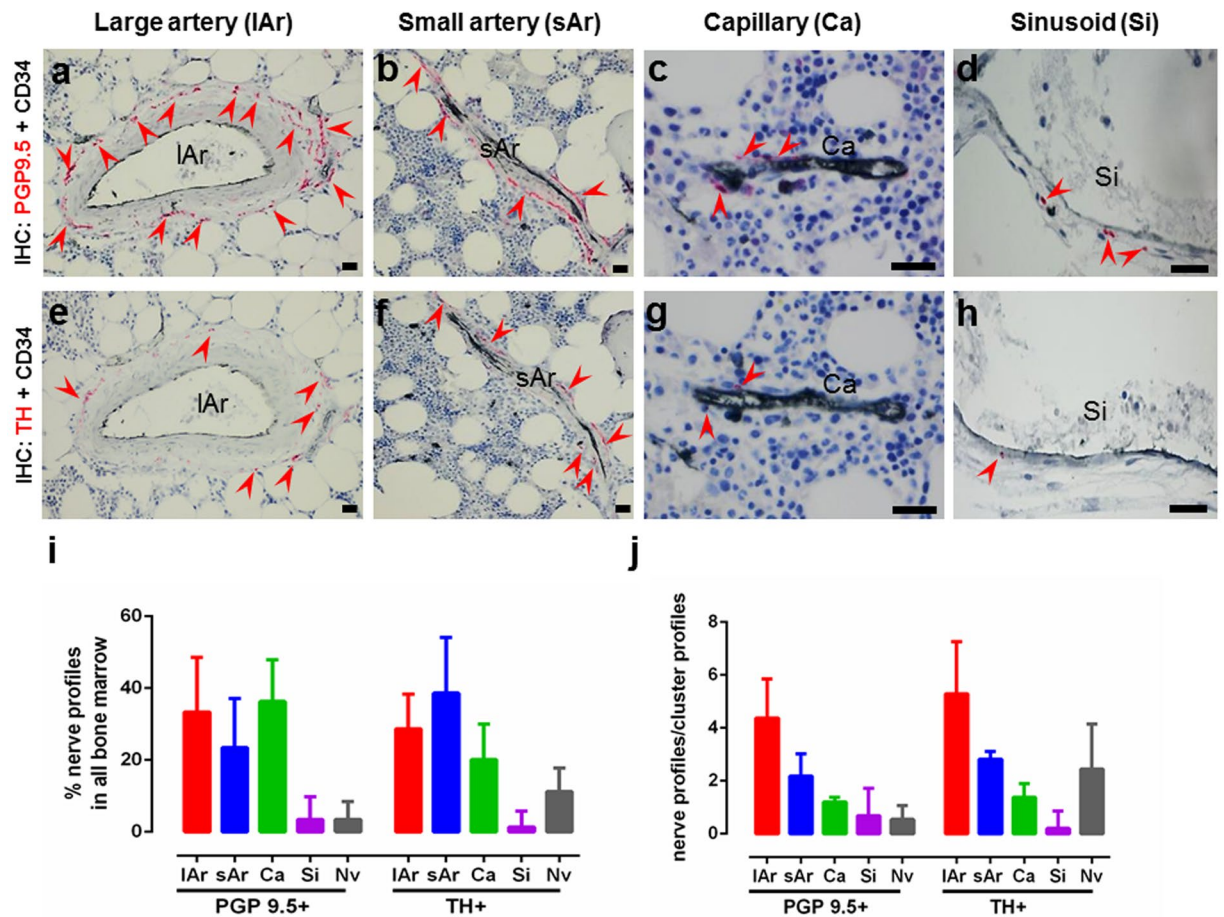 Large artery (lAr) Small artery (sAr) Capillary (Ca) Sinusoid (Si)
IHC: PGP9.5 + CD34
a b c d
lAr sAr Ca Si
IHC: TH + CD34
e f g h
lAr sAr Ca Si
i j
% nerve profiles
in all bone marrow
60
40
20
0
lAr sAr Ca Si Nv lAr sAr Ca Si Nv
PGP 9.5+ TH+
nerve profiles/cluster profiles
8
6
4
2
0
lAr sAr Ca Si Nv lAr sAr Ca Si Nv
PGP 9.5+ TH+